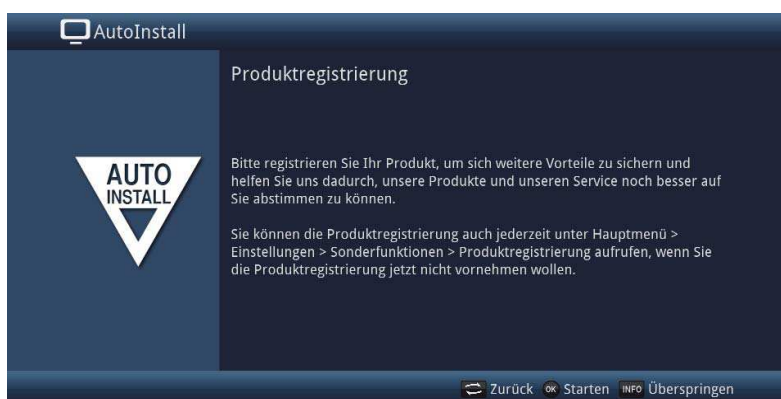 AutoInstall
Produktregistrierung
AUTO
INSTALL
Bitte registrieren Sie Ihr Produkt, um sich weitere Vorteile zu sichern und
helfen Sie uns dadurch, unsere Produkte und unseren Service noch besser auf
Sie abstimmen zu können.
Sie können die Produktregistrierung auch jederzeit unter Hauptmenü >
Einstellungen > Sonderfunktionen > Produktregistrierung aufrufen, wenn Sie
die Produktregistrierung jetzt nicht vornehmen wollen.
Zurück OK Starten INFO Überspringen